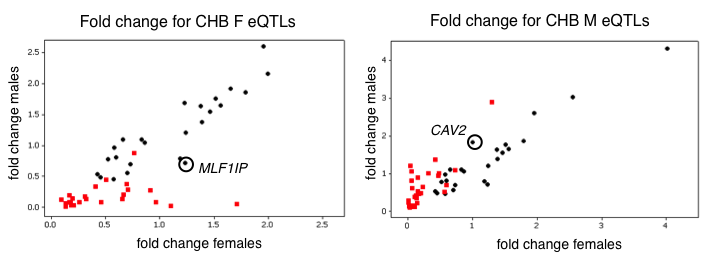 Fold change for CHB F eQTLs
fold change males
2.5
2.0
1.5
1.0
0.5
0.0
MLF1IP
0.0 0.5 1.0 1.5 2.0 2.5
fold change females
Fold change for CHB M eQTLs
fold change males
4
3
2
1
0
CAV2
0 1 2 3 4
fold change females